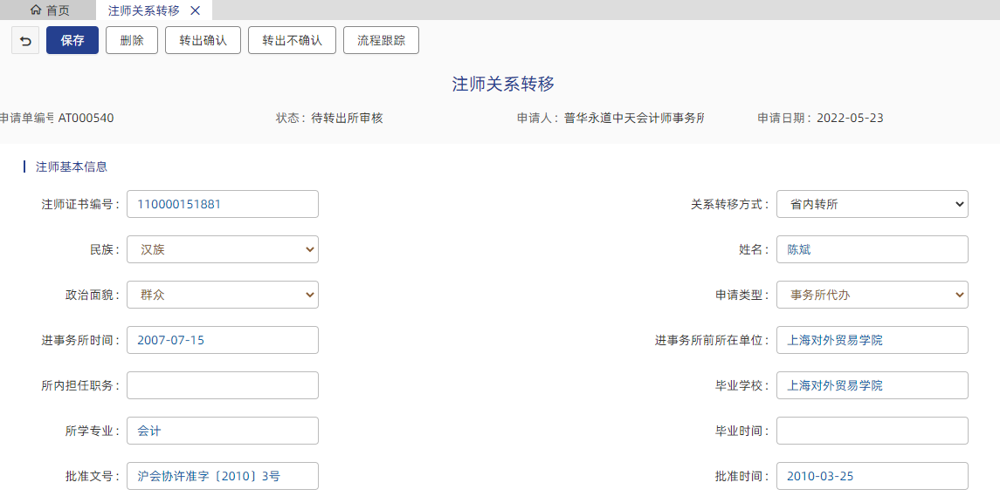 首页 注师关系转移
保存 删除 转出确认 转出不确认 流程跟踪
注师关系转移
申请单编号 AT000540 状态: 待转出所审核 申请人: 普华永道中天会计师事务所 申请日期: 2022-05-23
注师基本信息
注师证书编号: 110000151881 关系转移方式: 省内转所
民族: 汉族 姓名: 陈斌
政治面貌: 群众 申请类型: 事务所代办
进事务所时间: 2007-07-15 进事务所前所在单位: 上海对外贸易学院
所内担任职务: 毕业学校: 上海对外贸易学院
所学专业: 会计 毕业时间:
批准文号: 沪会协许准字〔2010〕3号 批准时间: 2010-03-25